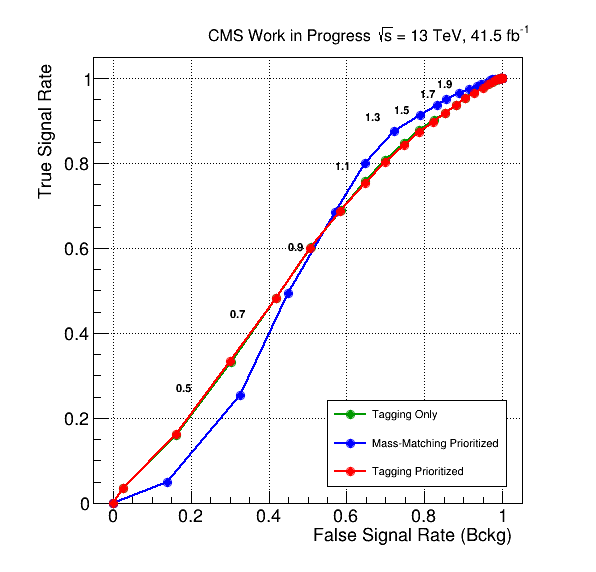 CMS Work in Progress √s = 13 TeV, 41.5 fb⁻¹
True Signal Rate
1
0.8
0.6
0.4
0.2
0
1.9
1.7
1.5
1.3
1.1
0.9
0.7
0.5
Tagging Only
Mass-Matching Prioritized
Tagging Prioritized
0 0.2 0.4 0.6 0.8 1
False Signal Rate (Bckg)